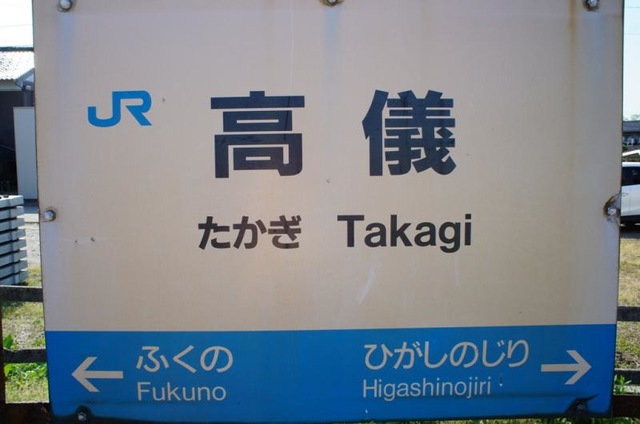 JR
高儀
たかぎ Takagi
← ふくの
Fukuno
ひがしのじり →
Higashinojiri